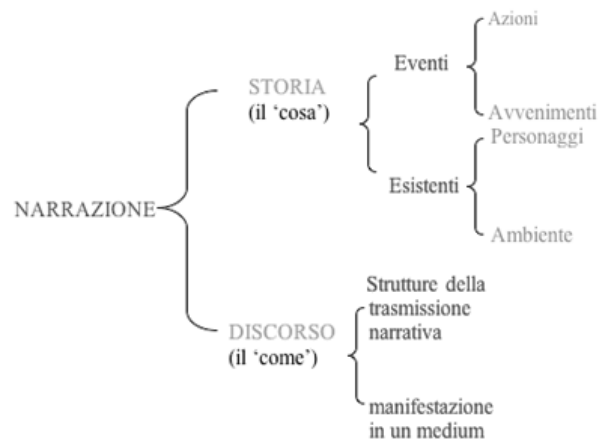 Azioni
Eventi
STORIA
(il ‘cosa’)
Avvenimenti
Personaggi
Esistenti
NARRAZIONE
Ambiente
Strutture della
trasmissione
narrativa
DISCORSO
(il ‘come’)
manifestazione
in un medium